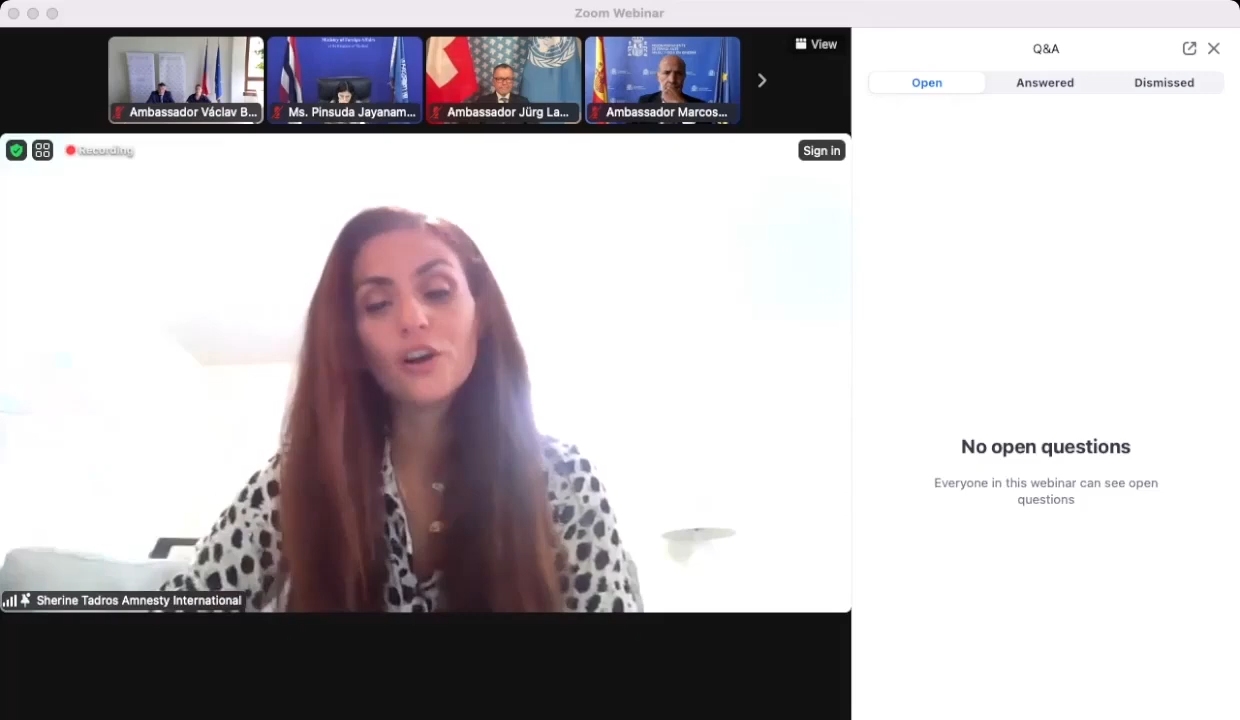 Zoom Webinar
View
Ambassador Václav B...
Ms. Pinsuda Jayanam...
Ambassador Jürg La...
Ambassador Marcos...
Recording
Sign in
Sherine Tadros Amnesty International
Q&A
Open
Answered
Dismissed
No open questions
Everyone in this webinar can see open
questions